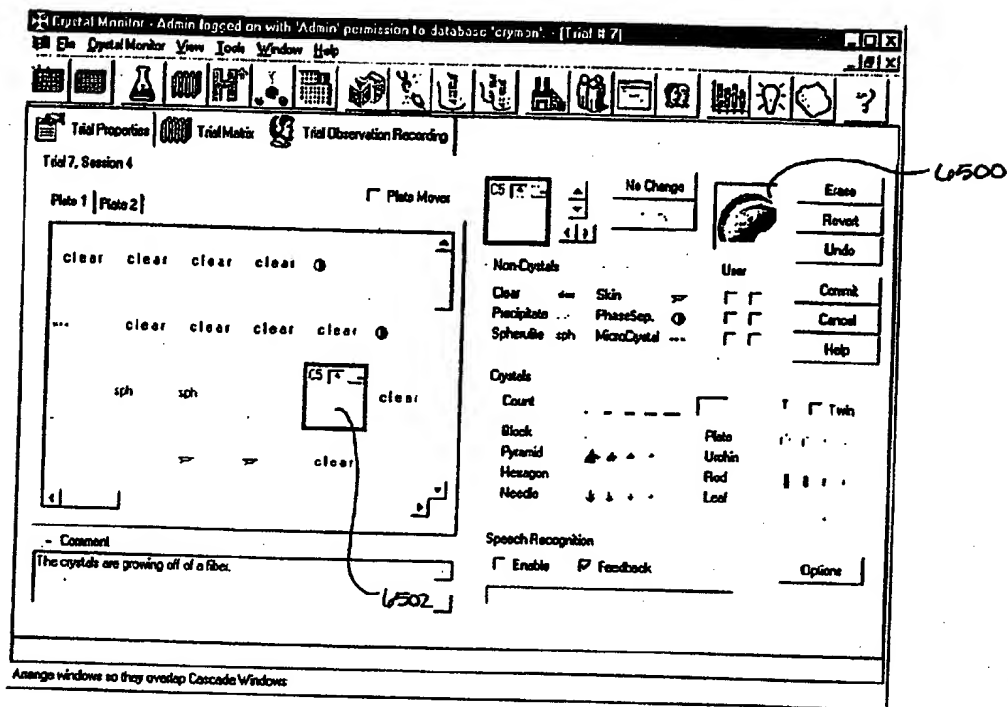 Crystal Monitor - Admin logged on with 'Admin' permission to database 'crymon'. - [Trial # 7]
File Crystal Monitor View Tools Window Help
Trial Properties Trial Matrix Trial Observation Recording
Trial 7, Session 4
Plate 1 Plate 2 Plate Moves
C5 4 No Change Erase
6500
Revert
Undo
clear clear clear clear
Non-Crystals User
Clear clear Skin Commit
Precipitate PhaseSep. Cancel
Spherulite sph MicroCrystal Help
clear clear clear clear
C5 4
sph sph clear
Crystals
Count T Twin
Block Plate
Pyramid Urchin
Hexagon Rod
Needle Leaf
clear
Comment
The crystals are growing off of a fiber.
6502
Speech Recognition
Enable Feedback Options
Arrange windows so they overlap Cascade Windows